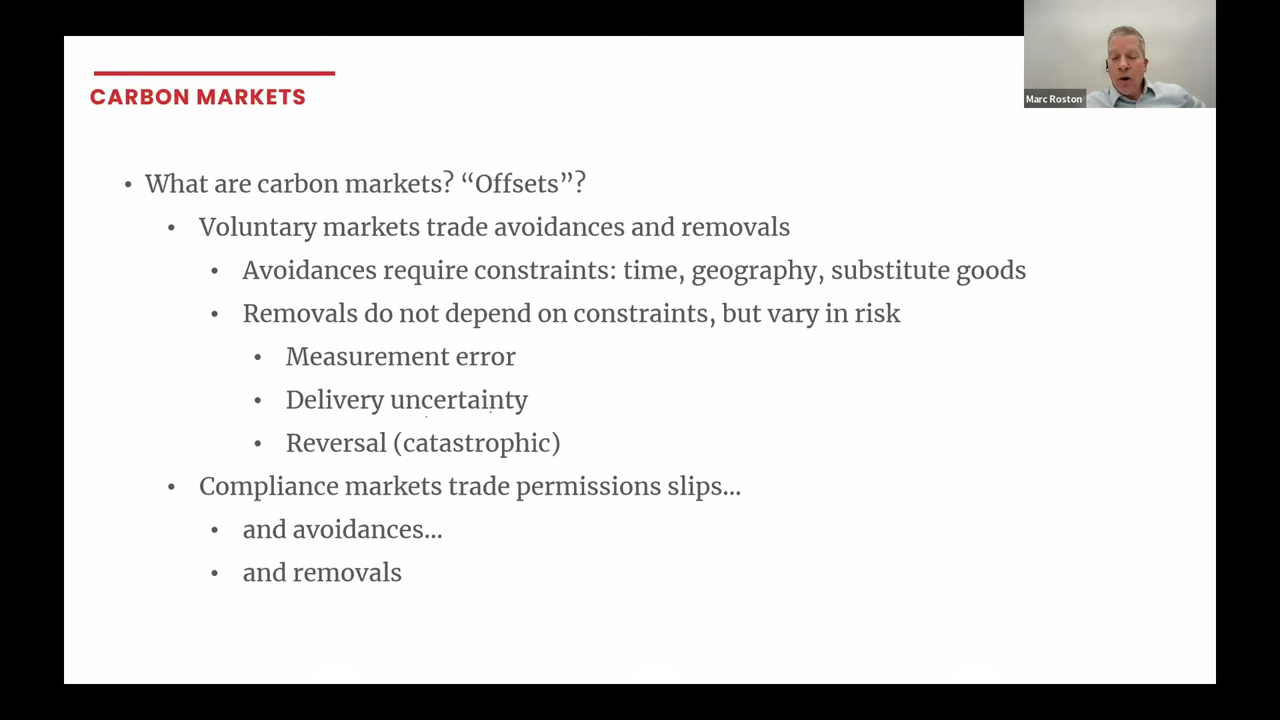 CARBON MARKETS
Marc Roston
• What are carbon markets? “Offsets”?
• Voluntary markets trade avoidances and removals
• Avoidances require constraints: time, geography, substitute goods
• Removals do not depend on constraints, but vary in risk
• Measurement error
• Delivery uncertainty
• Reversal (catastrophic)
• Compliance markets trade permissions slips...
• and avoidances...
• and removals